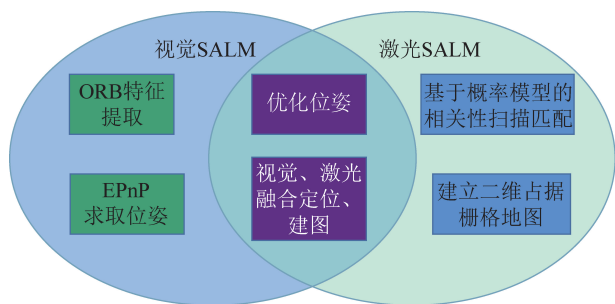 视觉SALM
激光SALM
ORB特征
提取
优化位姿
基于概率模型的
相关性扫描匹配
EPnP
求取位姿
视觉、激光
融合定位、
建图
建立二维占据
栅格地图